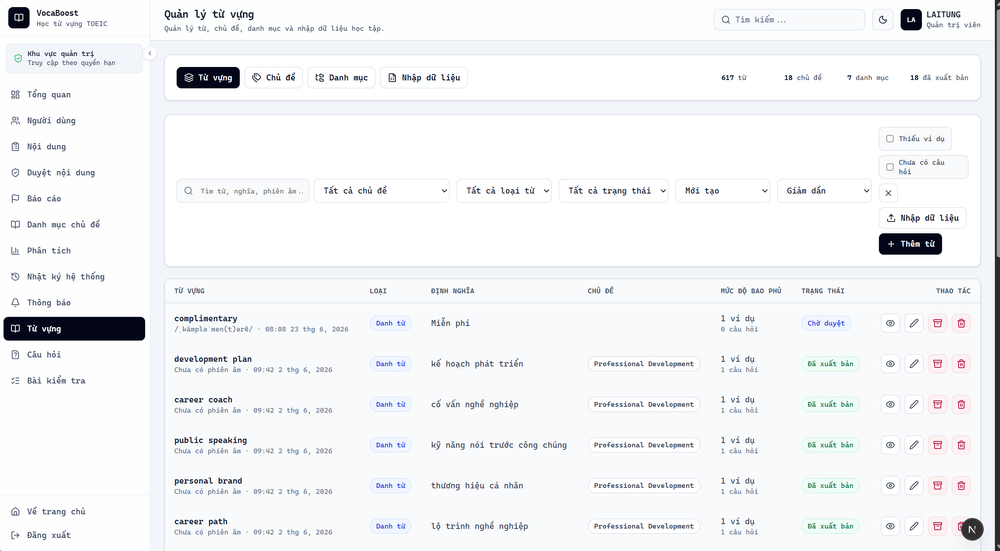 VocaBoost
Học từ vựng TOEIC
Khu vực quản trị
Truy cập theo quyền hạn
Tổng quan
Người dùng
Nội dung
Duyệt nội dung
Báo cáo
Danh mục chủ đề
Phân tích
Nhật ký hệ thống
Thông báo
Từ vựng
Câu hỏi
Bài kiểm tra
Về trang chủ
Đăng xuất
Quản lý từ vựng
Quản lý từ, chủ đề, danh mục và nhập dữ liệu học tập.
Tìm kiếm...
LA
LAITUNG
Quản trị viên
Từ vựng
Chủ đề
Danh mục
Nhập dữ liệu
617 từ
18 chủ đề
7 danh mục
18 đã xuất bản
Tìm từ, nghĩa, phiên âm..
Tất cả chủ đề
Tất cả loại từ
Tất cả trạng thái
Mới tạo
Giảm dần
Thiếu ví dụ
Chưa có câu
hỏi
Nhập dữ liệu
Thêm từ
TỪ VỰNG LOẠI ĐỊNH NGHĨA CHỦ ĐỀ MỨC ĐỘ BAO PHỦ TRẠNG THÁI THAO TÁC
complimentary
/ˌkämpləˈmen(t)ərē/ · 08:08 23 thg 6, 2026
Danh từ
Miễn phí
1 ví dụ
0 câu hỏi
Chờ duyệt
development plan
Chưa có phiên âm · 09:42 2 thg 6, 2026
Danh từ
kế hoạch phát triển
Professional Development
1 ví dụ
1 câu hỏi
Đã xuất bản
career coach
Chưa có phiên âm · 09:42 2 thg 6, 2026
Danh từ
cố vấn nghề nghiệp
Professional Development
1 ví dụ
1 câu hỏi
Đã xuất bản
public speaking
Chưa có phiên âm · 09:42 2 thg 6, 2026
Danh từ
kỹ năng nói trước công chúng
Professional Development
1 ví dụ
1 câu hỏi
Đã xuất bản
personal brand
Chưa có phiên âm · 09:42 2 thg 6, 2026
Danh từ
thương hiệu cá nhân
Professional Development
1 ví dụ
1 câu hỏi
Đã xuất bản
career path
Chưa có phiên âm · 09:42 2 thg 6, 2026
Danh từ
lộ trình nghề nghiệp
Professional Development
1 ví dụ
1 câu hỏi
Đã xuất bản
N